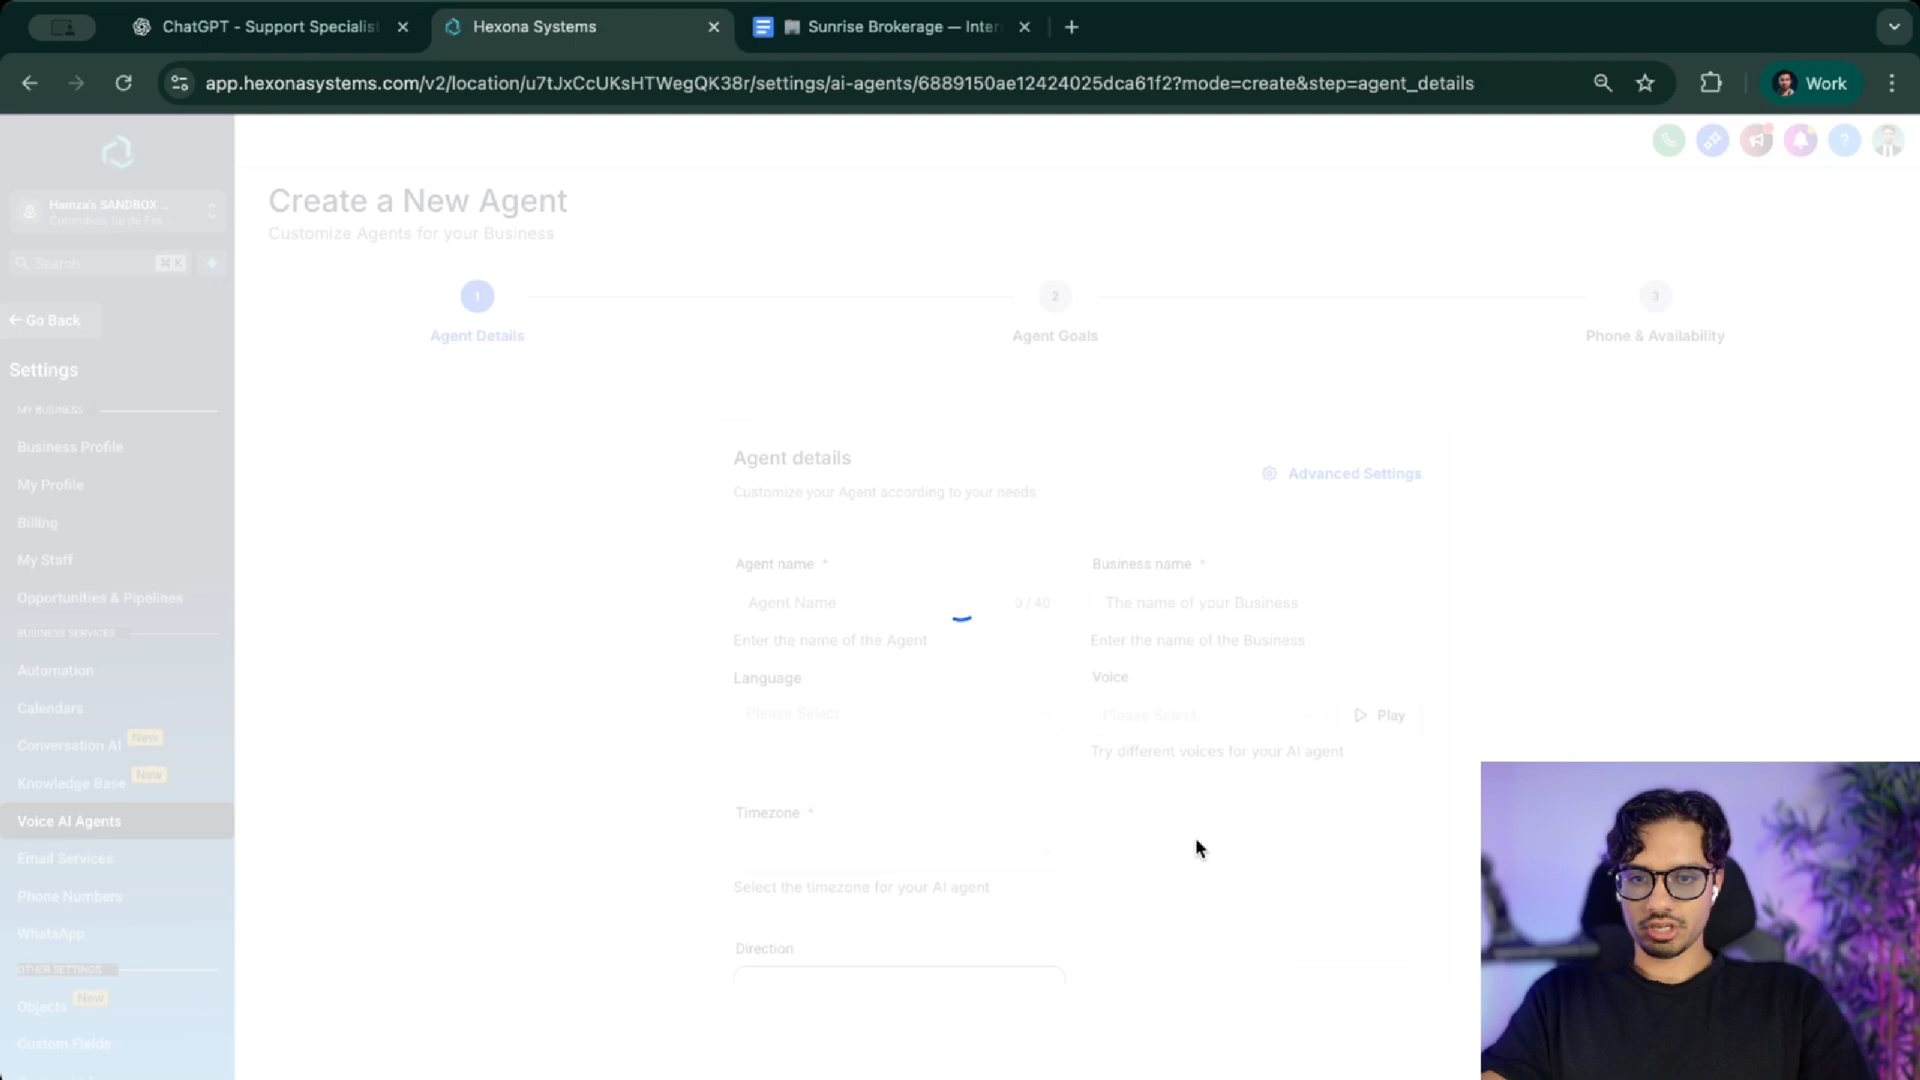 ChatGPT - Support Specialist
Hexona Systems
Sunrise Brokerage — Inter
app.hexonasystems.com/v2/location/u7tJxCcUKsHTWegQK38r/settings/ai-agents/6889150ae12424025dca61f2?mode=create&step=agent_details
Work
Hamza's SANDBOX ...
Colombes, Ile de Fre...
Search
⌘ K
Go Back
Settings
MY BUSINESS
Business Profile
My Profile
Billing
My Staff
Opportunities & Pipelines
BUSINESS SERVICES
Automation
Calendars
Conversation AI New
Knowledge Base New
Voice AI Agents
Email Services
Phone Numbers
WhatsApp
OTHER SETTINGS
Objects New
Custom Fields
Create a New Agent
Customize Agents for your Business
1
2
3
Agent Details
Agent Goals
Phone & Availability
Agent details
Customize your Agent according to your needs
Advanced Settings
Agent name *
Business name *
Agent Name
0 / 40
The name of your Business
Enter the name of the Agent
Enter the name of the Business
Language
Voice
Please Select
Please Select
Play
Try different voices for your AI agent
Timezone *
Select the timezone for your AI agent
Direction